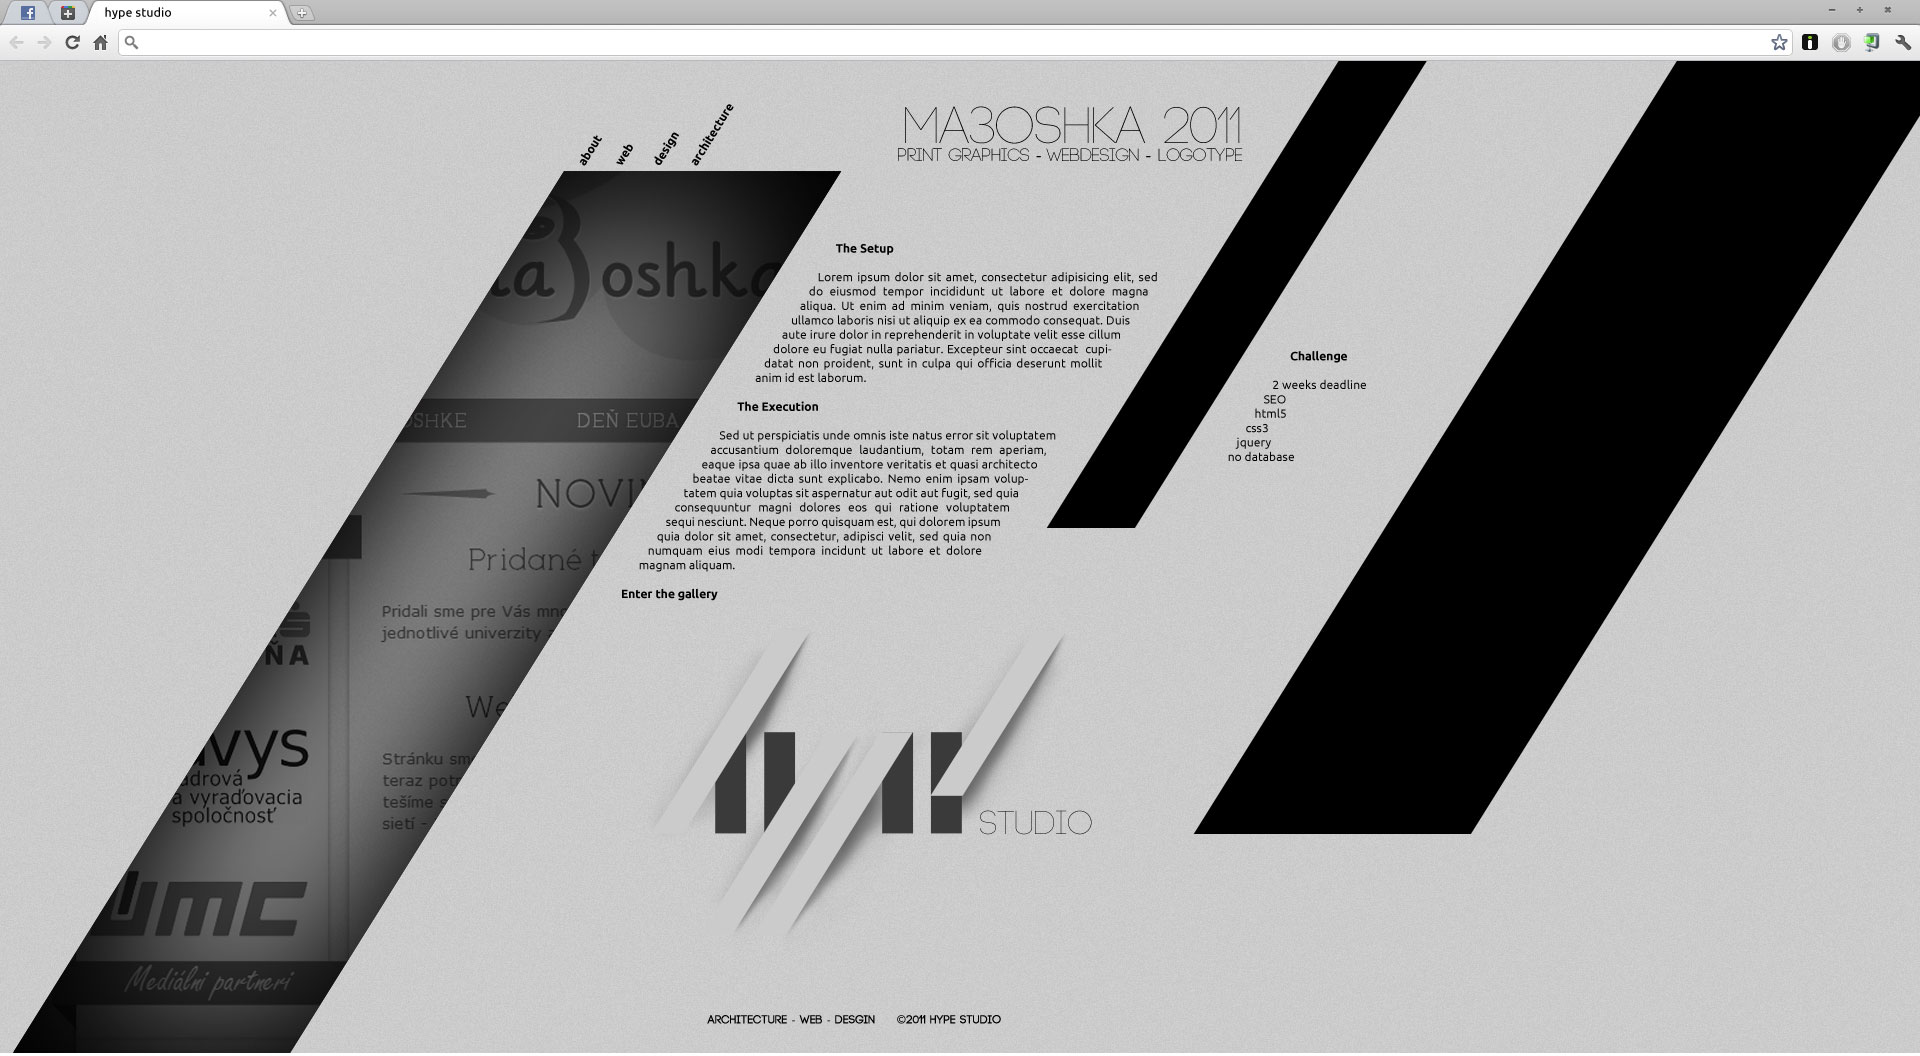 hype studio
about
web
design
architecture
MA3OSHKA 2011
PRINT GRAPHICS - WEBDESIGN - LOGOTYPE
oshka
OSHKE
DEŇ EUBA
The Setup
Lorem ipsum dolor sit amet, consectetur adipisicing elit, sed
do eiusmod tempor incididunt ut labore et dolore magna
aliqua. Ut enim ad minim veniam, quis nostrud exercitation
ullamco laboris nisi ut aliquip ex ea commodo consequat. Duis
aute irure dolor in reprehenderit in voluptate velit esse cillum
dolore eu fugiat nulla pariatur. Excepteur sint occaecat cupi-
datat non proident, sunt in culpa qui officia deserunt mollit
anim id est laborum.
The Execution
Sed ut perspiciatis unde omnis iste natus error sit voluptatem
accusantium doloremque laudantium, totam rem aperiam,
eaque ipsa quae ab illo inventore veritatis et quasi architecto
beatae vitae dicta sunt explicabo. Nemo enim ipsam volup-
tatem quia voluptas sit aspernatur aut odit aut fugit, sed quia
consequuntur magni dolores eos qui ratione voluptatem
sequi nesciunt. Neque porro quisquam est, qui dolorem ipsum
quia dolor sit amet, consectetur, adipisci velit, sed quia non
numquam eius modi tempora incidunt ut labore et dolore
magnam aliquam.
Enter the gallery
Challenge
2 weeks deadline
SEO
html5
css3
jquery
no database
NOVI
Pridané t
Pridali sme pre Vás mno
jednotlivé univerzity
ŇA
We
Stránku sm
teraz potr
tešíme s
sietí -
avys
adrová
a vyraďovacia
spoločnosť
umc
Mediálni partneri
STUDIO
ARCHITECTURE - WEB - DESGIN ©2011 HYPE STUDIO